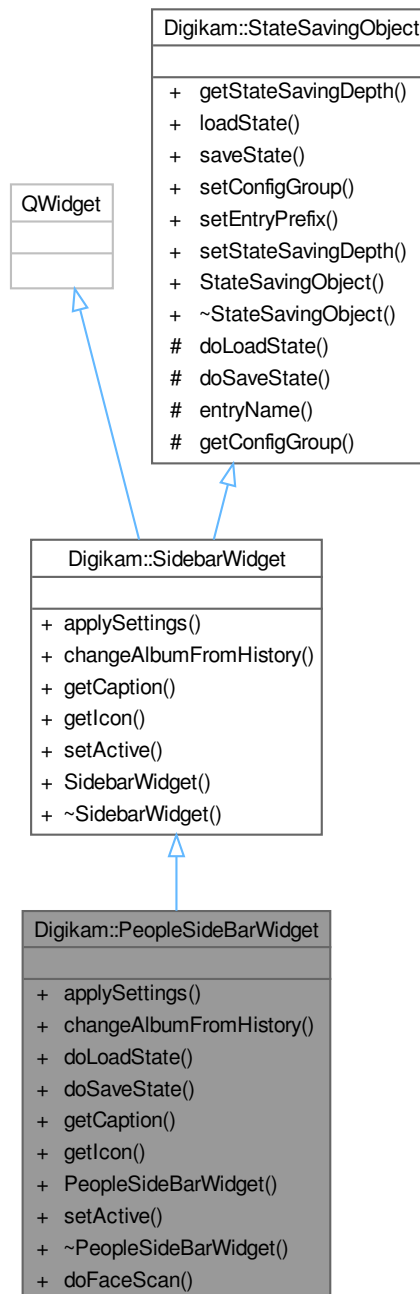 Digikam::StateSavingObject
+ getStateSavingDepth()
+ loadState()
+ saveState()
+ setConfigGroup()
+ setEntryPrefix()
+ setStateSavingDepth()
+ StateSavingObject()
+ ~StateSavingObject()
# doLoadState()
# doSaveState()
# entryName()
# getConfigGroup()
QWidget
Digikam::SidebarWidget
+ applySettings()
+ changeAlbumFromHistory()
+ getCaption()
+ getIcon()
+ setActive()
+ SidebarWidget()
+ ~SidebarWidget()
Digikam::PeopleSideBarWidget
+ applySettings()
+ changeAlbumFromHistory()
+ doLoadState()
+ doSaveState()
+ getCaption()
+ getIcon()
+ PeopleSideBarWidget()
+ setActive()
+ ~PeopleSideBarWidget()
+ doFaceScan()